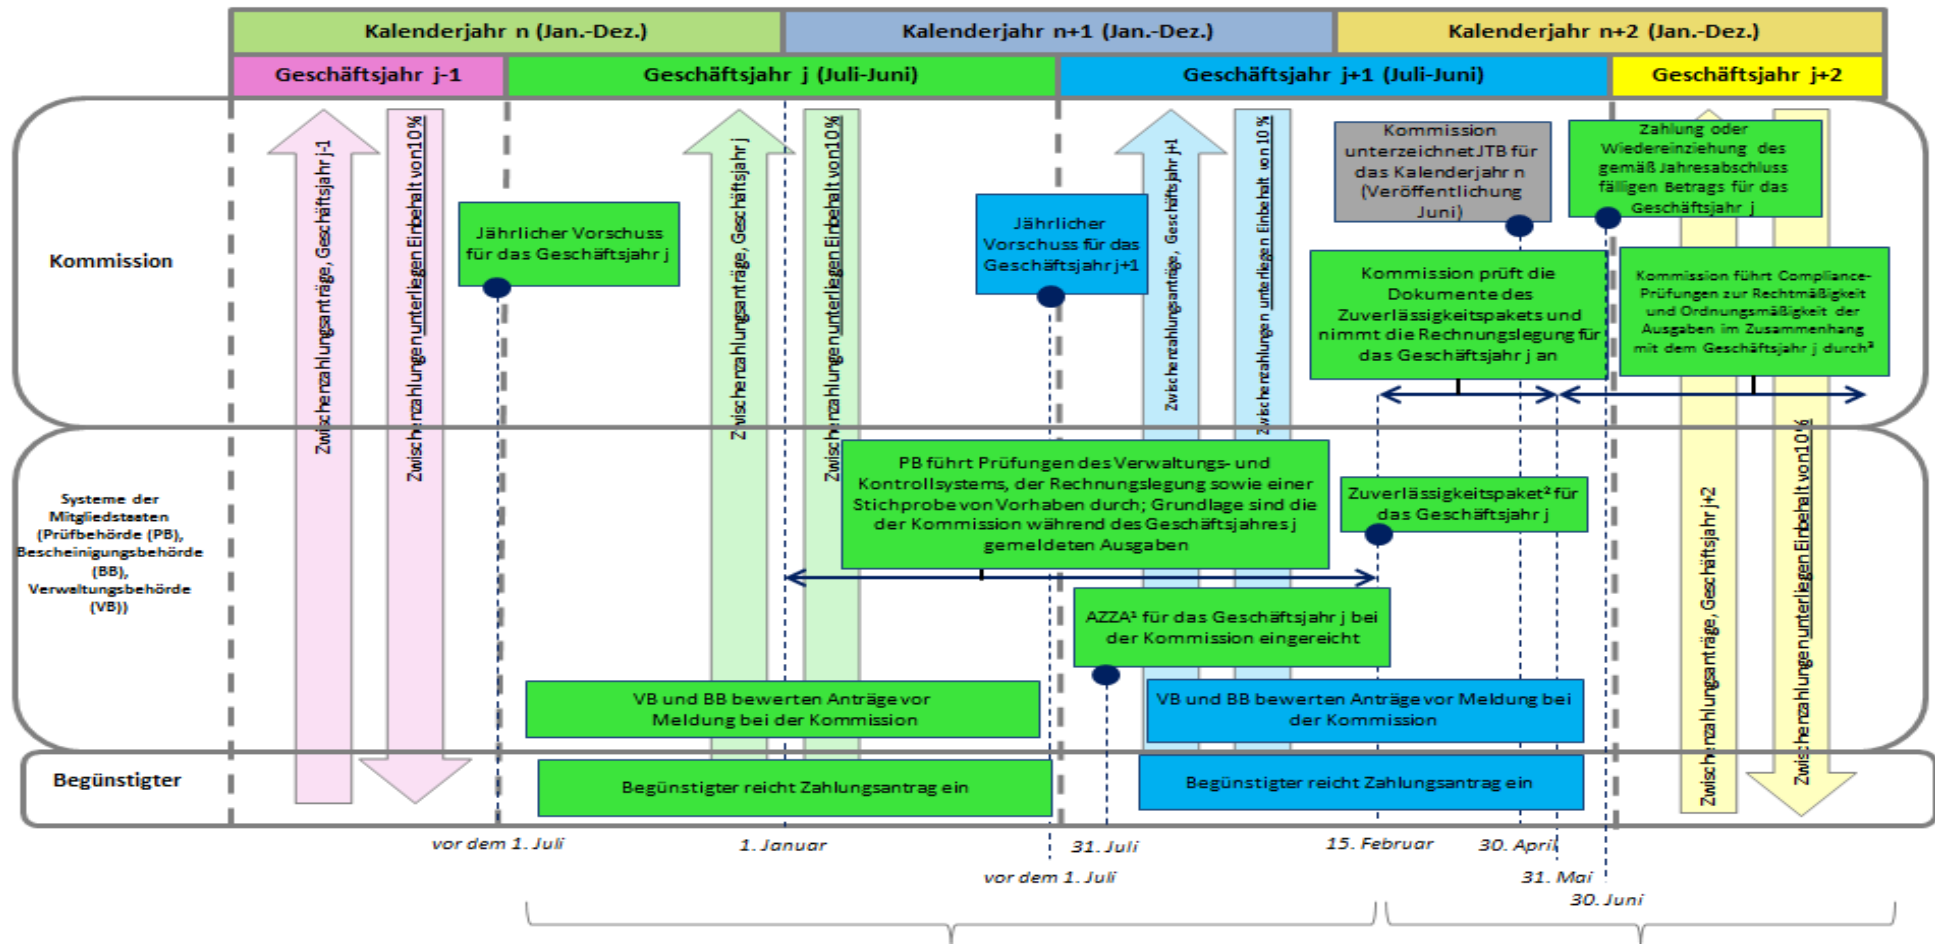 Kalenderjahr n (Jan.-Dez.)
Kalenderjahr n+1 (Jan.-Dez.)
Kalenderjahr n+2 (Jan.-Dez.)
Geschäftsjahr j-1
Geschäftsjahr j (Juli-Juni)
Geschäftsjahr j+1 (Juli-Juni)
Geschäftsjahr j+2
Kommission
Zwischenzahlungsanträge, Geschäftsjahr j-1
Zwischenzahlungen unterliegen Einbehalt von 10 %
Jährlicher Vorschuss
für das Geschäftsjahr j
Zwischenzahlungsanträge, Geschäftsjahr j
Zwischenzahlungen unterliegen Einbehalt von 10 %
Jährlicher
Vorschuss für das
Geschäftsjahr j+1
Zwischenzahlungsanträge, Geschäftsjahr j+1
Zwischenzahlungen unterliegen Einbehalt von 10 %
Kommission
unterzeichnet JTB für
das Kalenderjahr n
(Veröffentlichung
Juni)
Zahlung oder
Wiedereinziehung des
gemäß Jahresabschluss
fälligen Betrags für das
Geschäftsjahr j
Kommission prüft die
Dokumente des
Zuverlässigkeitspakets und
nimmt die Rechnungslegung für
das Geschäftsjahr j an
Kommission führt Compliance-
Prüfungen zur Rechtmäßigkeit
und Ordnungsmäßigkeit der
Ausgaben im Zusammenhang
mit dem Geschäftsjahr j durch³
Systeme der
Mitgliedstaaten
(Prüfbehörde (PB),
Bescheinigungsbehörde
(BB),
Verwaltungsbehörde
(VB))
PB führt Prüfungen des Verwaltungs- und
Kontrollsystems, der Rechnungslegung sowie einer
Stichprobe von Vorhaben durch; Grundlage sind die
der Kommission während des Geschäftsjahres j
gemeldeten Ausgaben
Zuverlässigkeitspaket² für
das Geschäftsjahr j
AZZA¹ für das Geschäftsjahr j bei
der Kommission eingereicht
Zwischenzahlungsanträge, Geschäftsjahr j+2
Zwischenzahlungen unterliegen Einbehalt von 10 %
VB und BB bewerten Anträge vor
Meldung bei der Kommission
VB und BB bewerten Anträge vor Meldung bei
der Kommission
Begünstigter
Begünstigter reicht Zahlungsantrag ein
Begünstigter reicht Zahlungsantrag ein
vor dem 1. Juli
1. Januar
31. Juli
15. Februar
30. April
vor dem 1. Juli
31. Mai
30. Juni